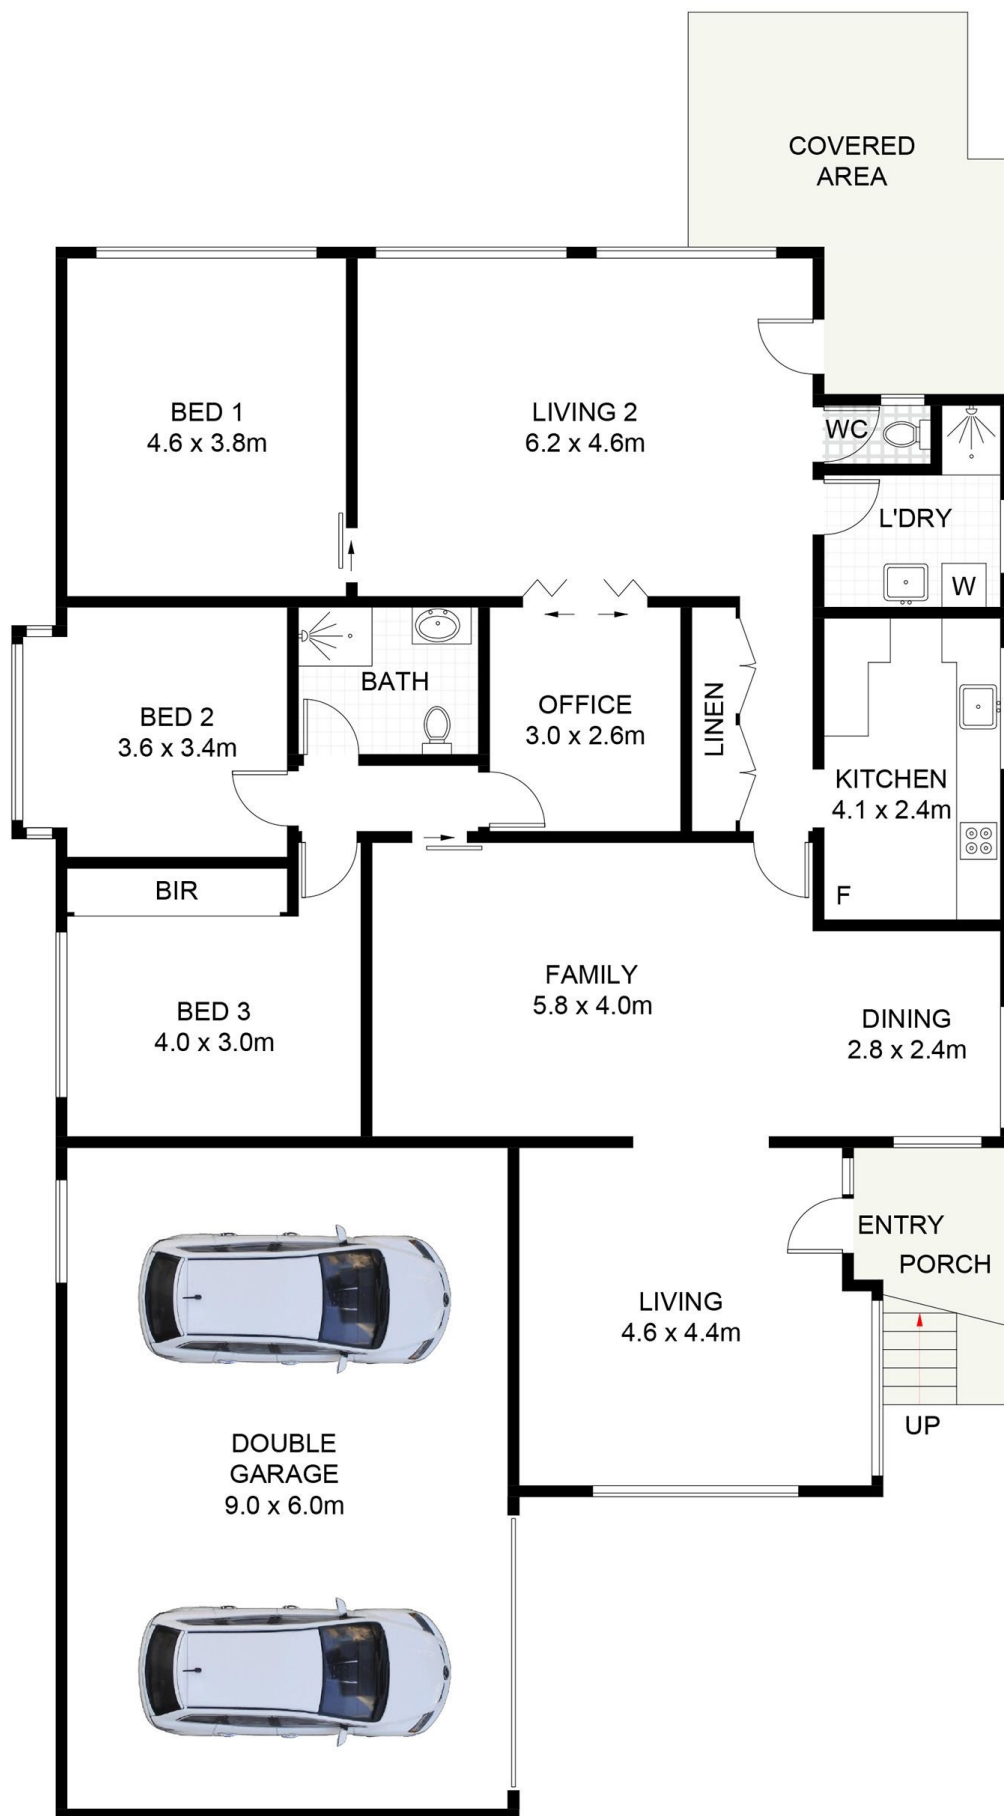 COVERED
AREA
BED 1
4.6 x 3.8m
LIVING 2
6.2 x 4.6m
WC
L'DRY
W
BATH
BED 2
3.6 x 3.4m
OFFICE
3.0 x 2.6m
LINEN
KITCHEN
4.1 x 2.4m
F
BIR
BED 3
4.0 x 3.0m
FAMILY
5.8 x 4.0m
DINING
2.8 x 2.4m
ENTRY
PORCH
LIVING
4.6 x 4.4m
UP
DOUBLE
GARAGE
9.0 x 6.0m